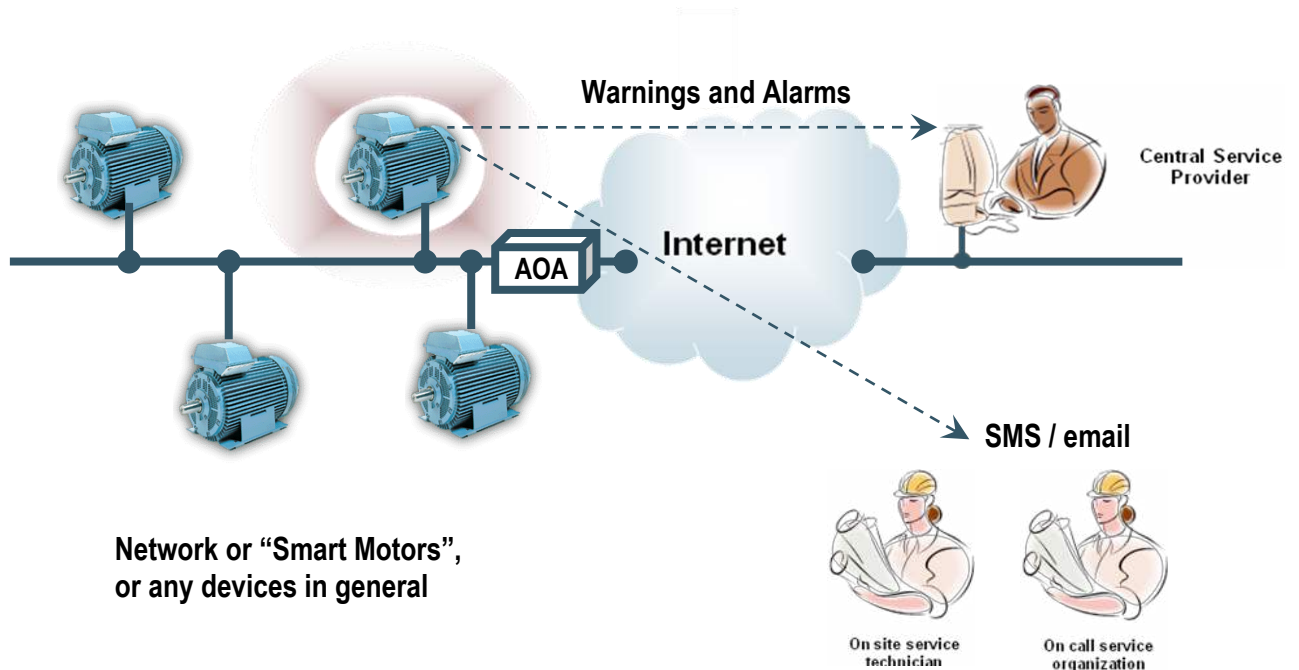 Warnings and Alarms
Central Service
Provider
Internet
AOA
SMS / email
Network or “Smart Motors”,
or any devices in general
On site service
technician
On call service
organization